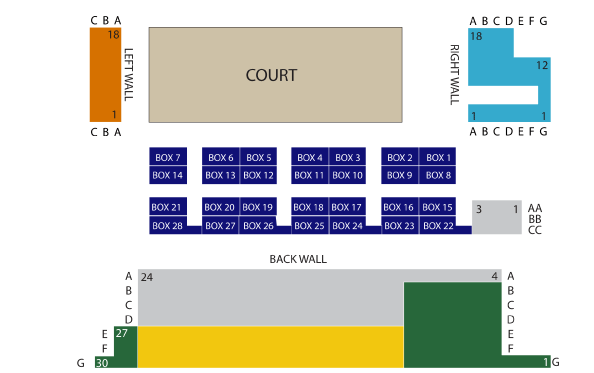 C B A
A B C D E F G
18
18
LEFT WALL
COURT
RIGHT WALL
12
1
1
1
C B A
A B C D E F G
BOX 7 BOX 6 BOX 5 BOX 4 BOX 3 BOX 2 BOX 1
BOX 14 BOX 13 BOX 12 BOX 11 BOX 10 BOX 9 BOX 8
BOX 21 BOX 20 BOX 19 BOX 18 BOX 17 BOX 16 BOX 15
3 1 AA
BB
BOX 28 BOX 27 BOX 26 BOX 25 BOX 24 BOX 23 BOX 22
CC
BACK WALL
A 24 4 A
B B
C C
D D
E 27 E
F F
G 30 1 G